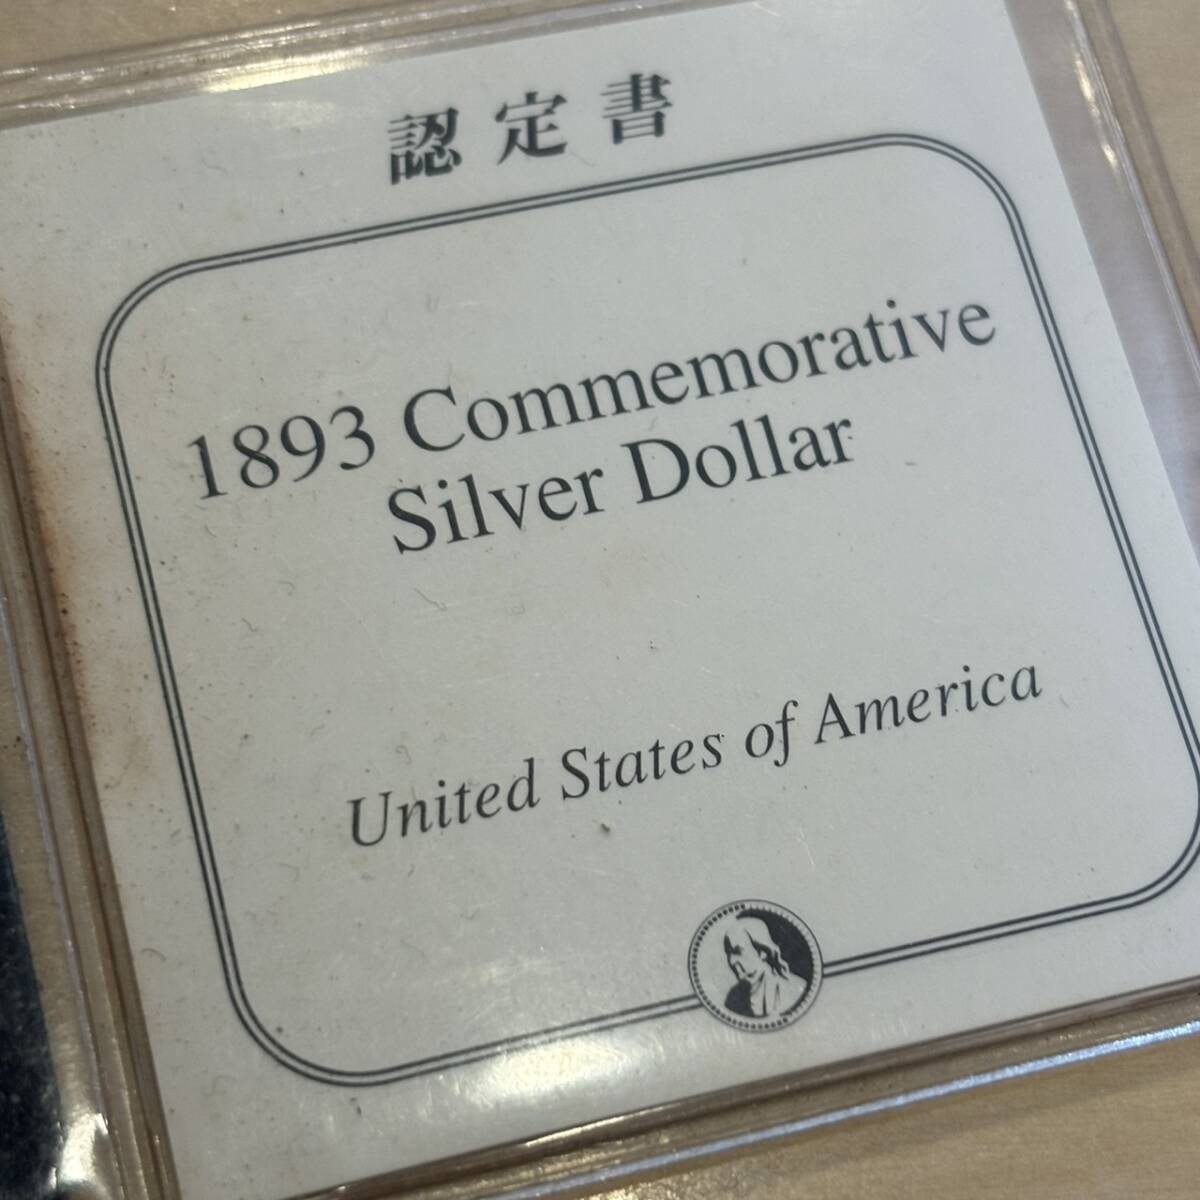 認定書
1893 Commemorative
Silver Dollar
United States of America